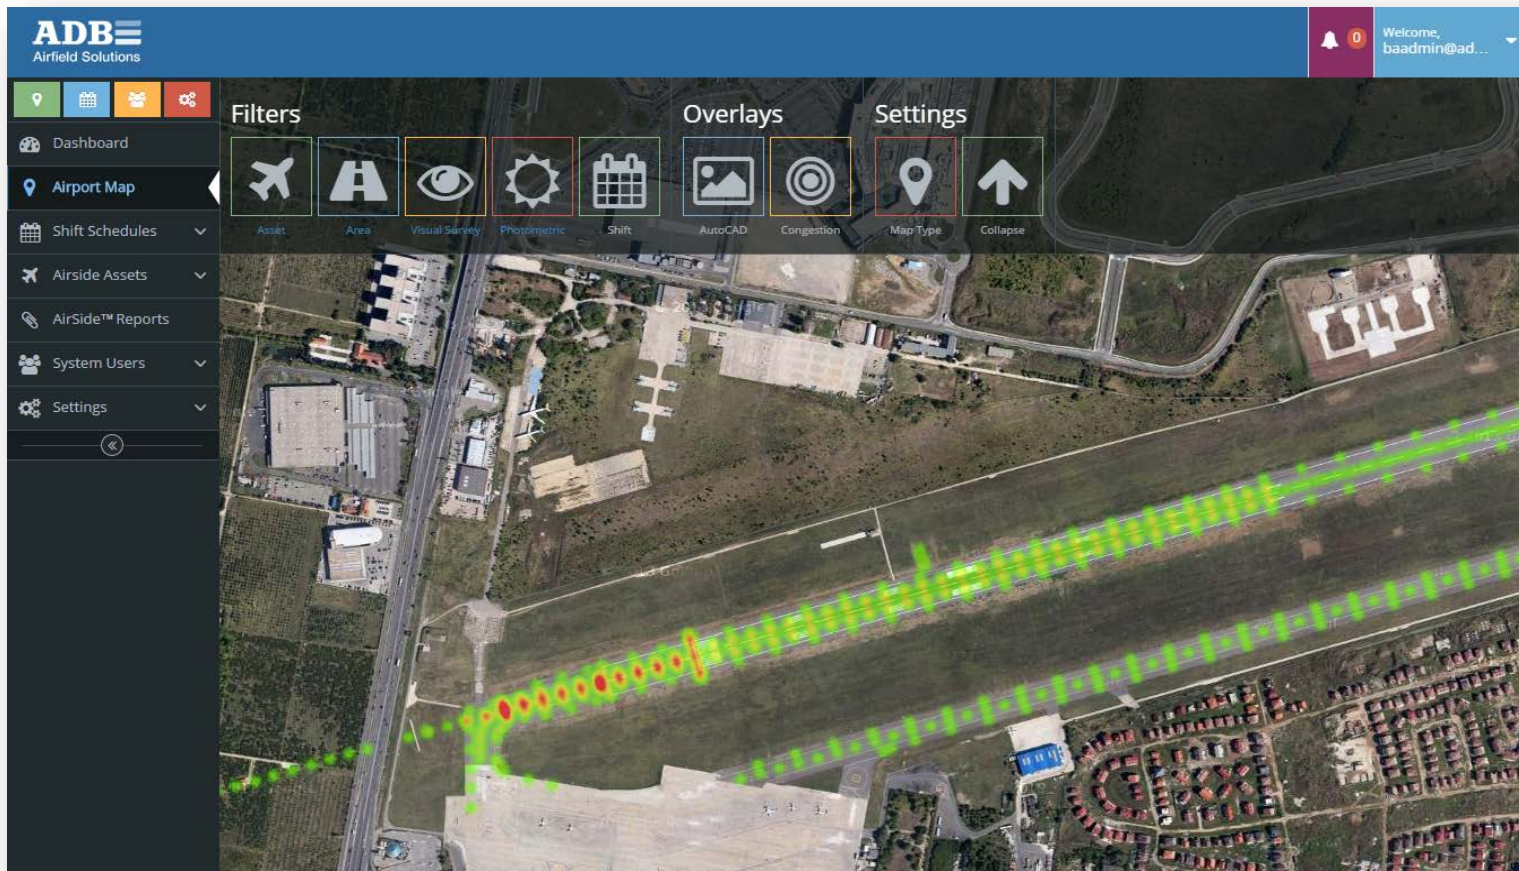 ADB
Airfield Solutions
0
Welcome,
baadmin@ad...
Dashboard
Airport Map
Shift Schedules
Airside Assets
AirSide™ Reports
System Users
Settings
Filters
Overlays
Settings
Asset
Area
Visual Survey
Photometric
Shift
AutoCAD
Congestion
Map Type
Collapse